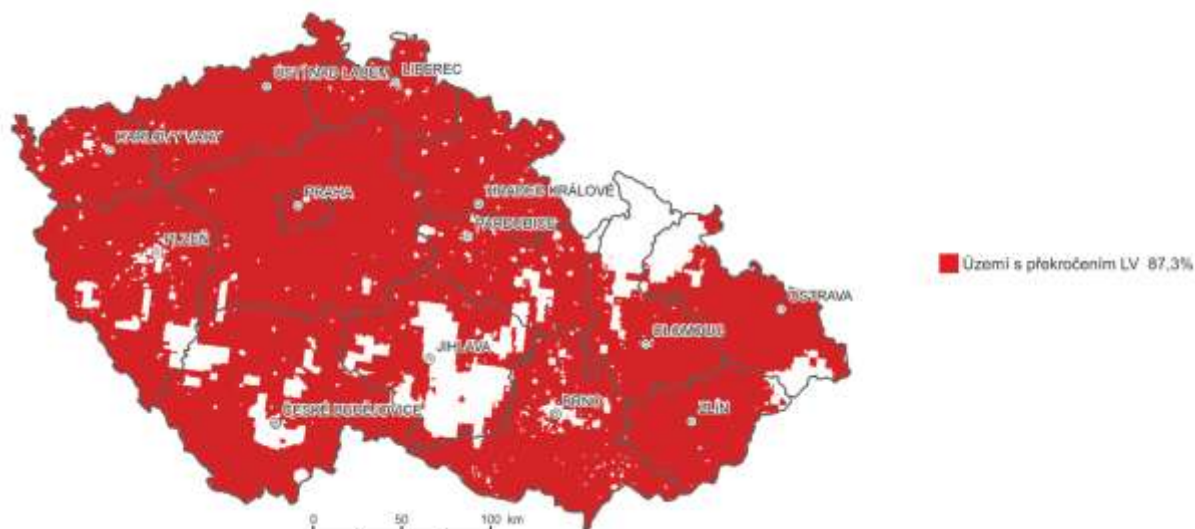 ÚSTÍ NAD LABEM
LIBEREC
KARLOVY VARY
PRAHA
HRADEC KRÁLOVÉ
PARDUBICE
PLZEŇ
Území s překročením LV 87,3%
OSTRAVA
OLOMOUC
JIHLAVA
BRNO
ČESKÉ BUDĚJOVICE
ZLÍN
0 50 100 km